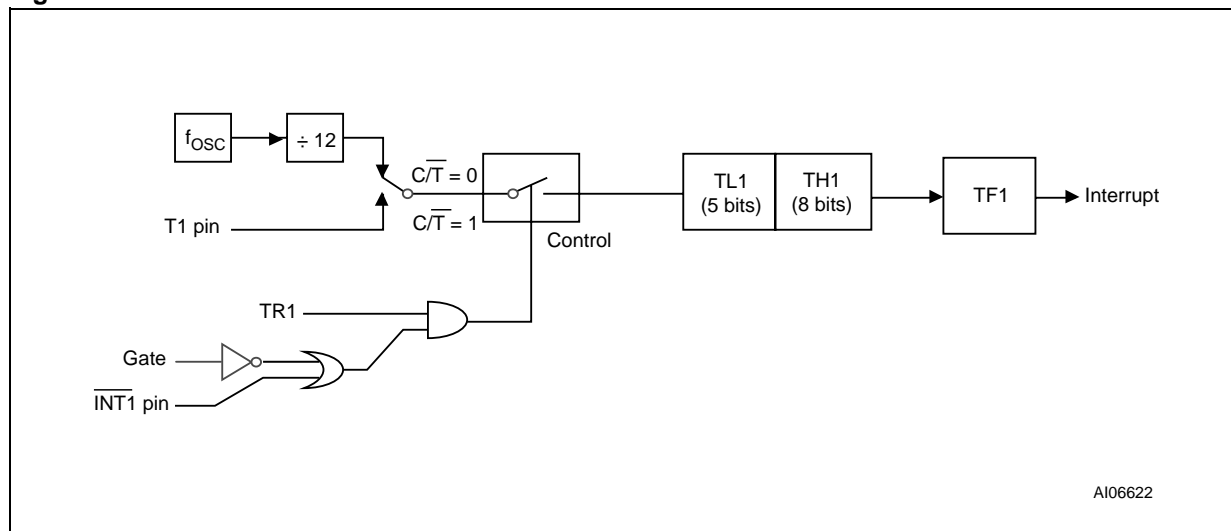 f_OSC
÷ 12
C/T̅ = 0
C/T̅ = 1
T1 pin
Control
TL1
(5 bits)
TH1
(8 bits)
TF1
Interrupt
TR1
Gate
I̅N̅T̅1̅ pin
AI06622